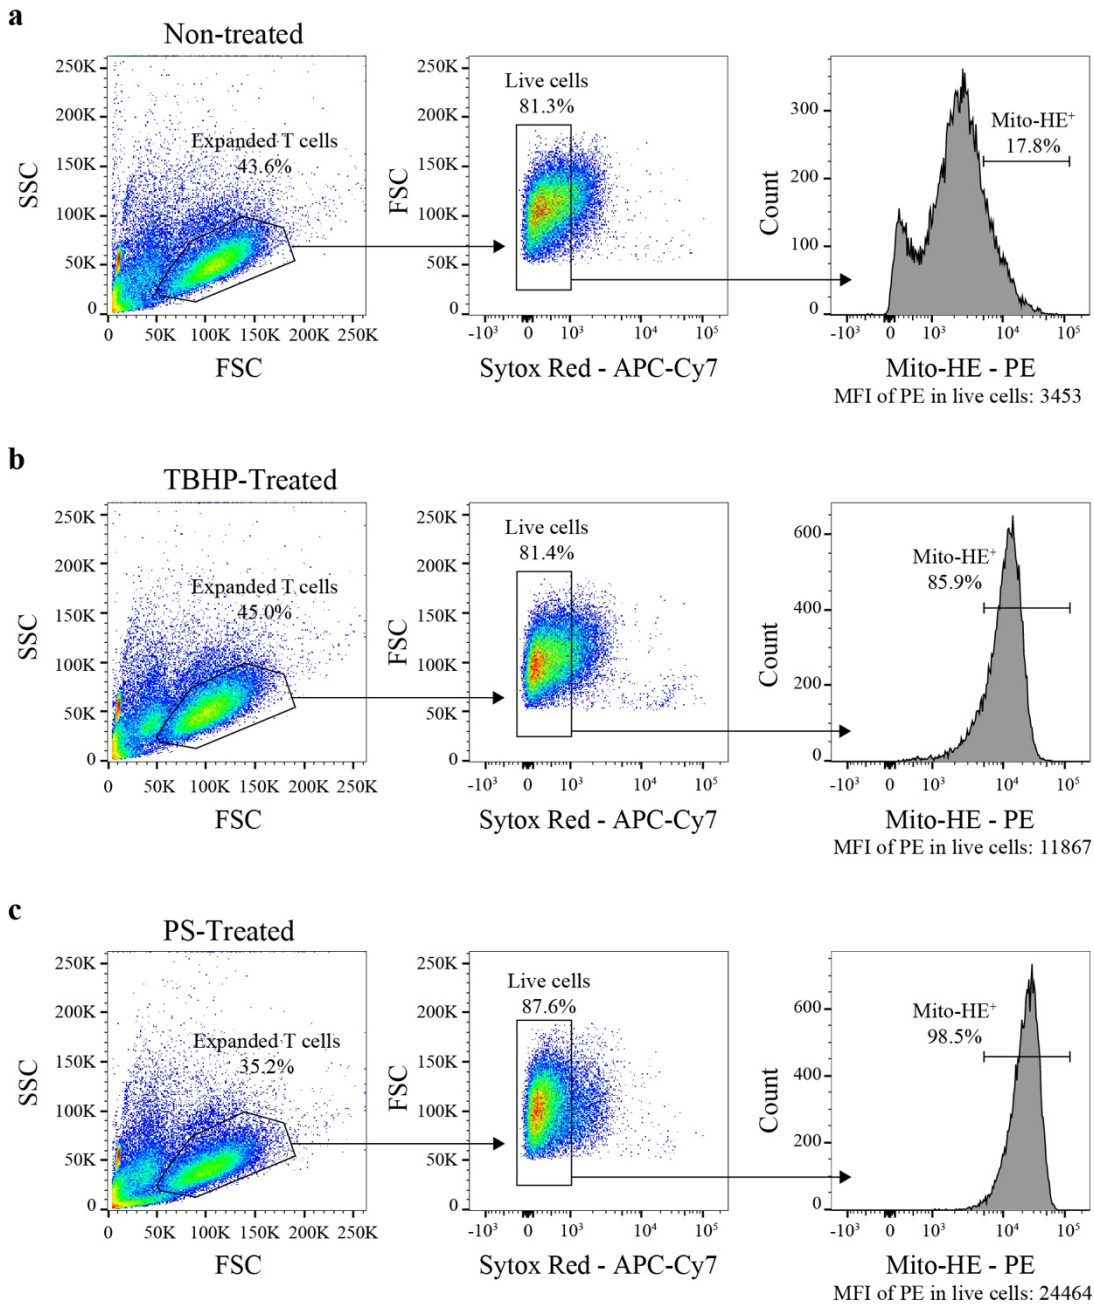 a
Non-treated
250K
200K
150K
100K
50K
0
SSC
Expanded T cells
43.6%
0
50K
100K
150K
200K
250K
FSC
250K
200K
150K
100K
50K
0
FSC
Live cells
81.3%
-10³
0
10³
10⁴
10⁵
Sytox Red - APC-Cy7
300
200
100
0
Count
Mito-HE⁺
17.8%
-10³
0
10³
10⁴
10⁵
Mito-HE - PE
MFI of PE in live cells: 3453
b
TBHP-Treated
250K
200K
150K
100K
50K
0
SSC
Expanded T cells
45.0%
0
50K
100K
150K
200K
250K
FSC
250K
200K
150K
100K
50K
0
FSC
Live cells
81.4%
-10³
0
10³
10⁴
10⁵
Sytox Red - APC-Cy7
600
400
200
0
Count
Mito-HE⁺
85.9%
-10³
0
10³
10⁴
10⁵
Mito-HE - PE
MFI of PE in live cells: 11867
c
PS-Treated
250K
200K
150K
100K
50K
0
SSC
Expanded T cells
35.2%
0
50K
100K
150K
200K
250K
FSC
250K
200K
150K
100K
50K
0
FSC
Live cells
87.6%
-10³
0
10³
10⁴
10⁵
Sytox Red - APC-Cy7
600
400
200
0
Count
Mito-HE⁺
98.5%
-10³
0
10³
10⁴
10⁵
Mito-HE - PE
MFI of PE in live cells: 24464